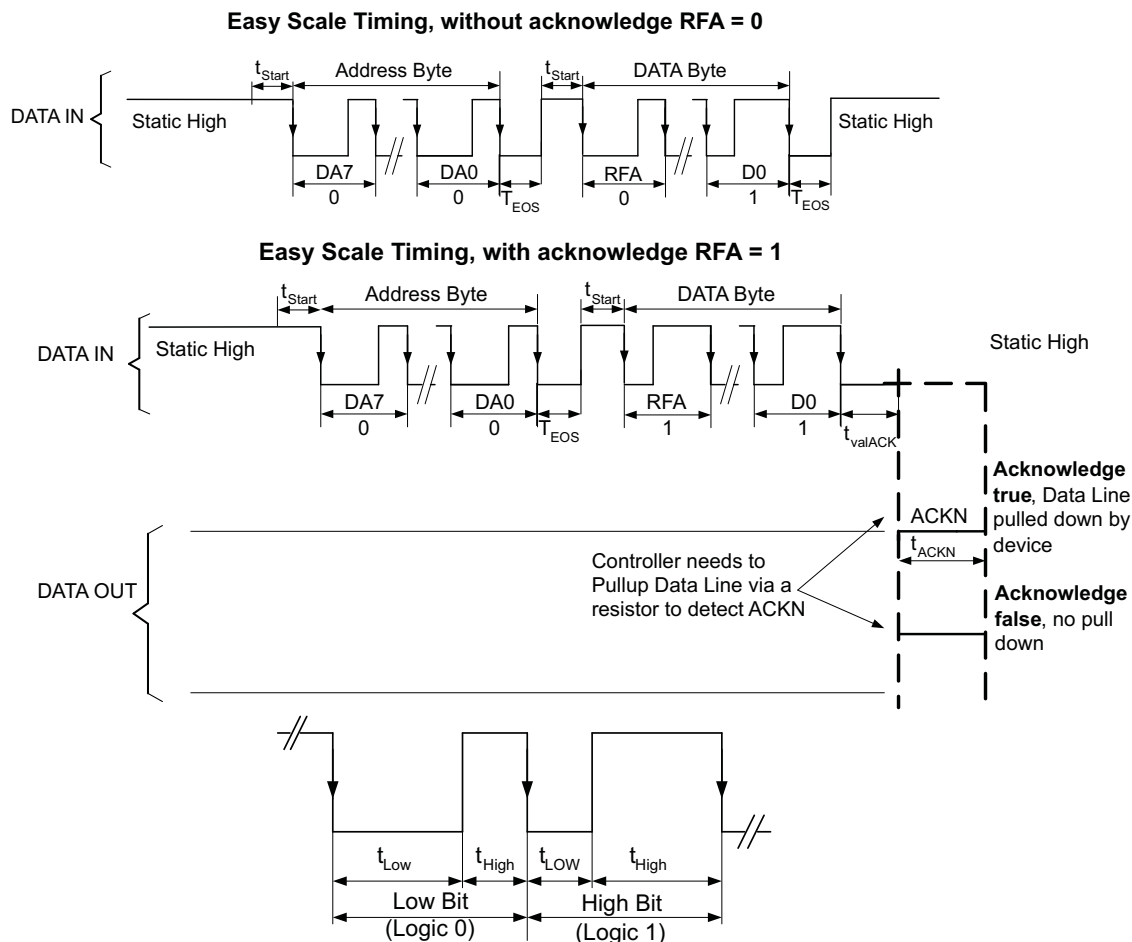 Easy Scale Timing, without acknowledge RFA = 0
tStart Address Byte tStart DATA Byte
DATA IN Static High Static High
DA7 DA0 TEOS RFA D0 TEOS
0 0 0 1
Easy Scale Timing, with acknowledge RFA = 1
tStart Address Byte tStart DATA Byte
DATA IN Static High Static High
DA7 DA0 TEOS RFA D0 tvalACK
0 0 1 1
DATA OUT
Controller needs to
Pullup Data Line via a
resistor to detect ACKN
ACKN
tACKN
Acknowledge
true, Data Line
pulled down by
device
Acknowledge
false, no pull
down
tLow tHigh tLOW tHigh
Low Bit High Bit
(Logic 0) (Logic 1)